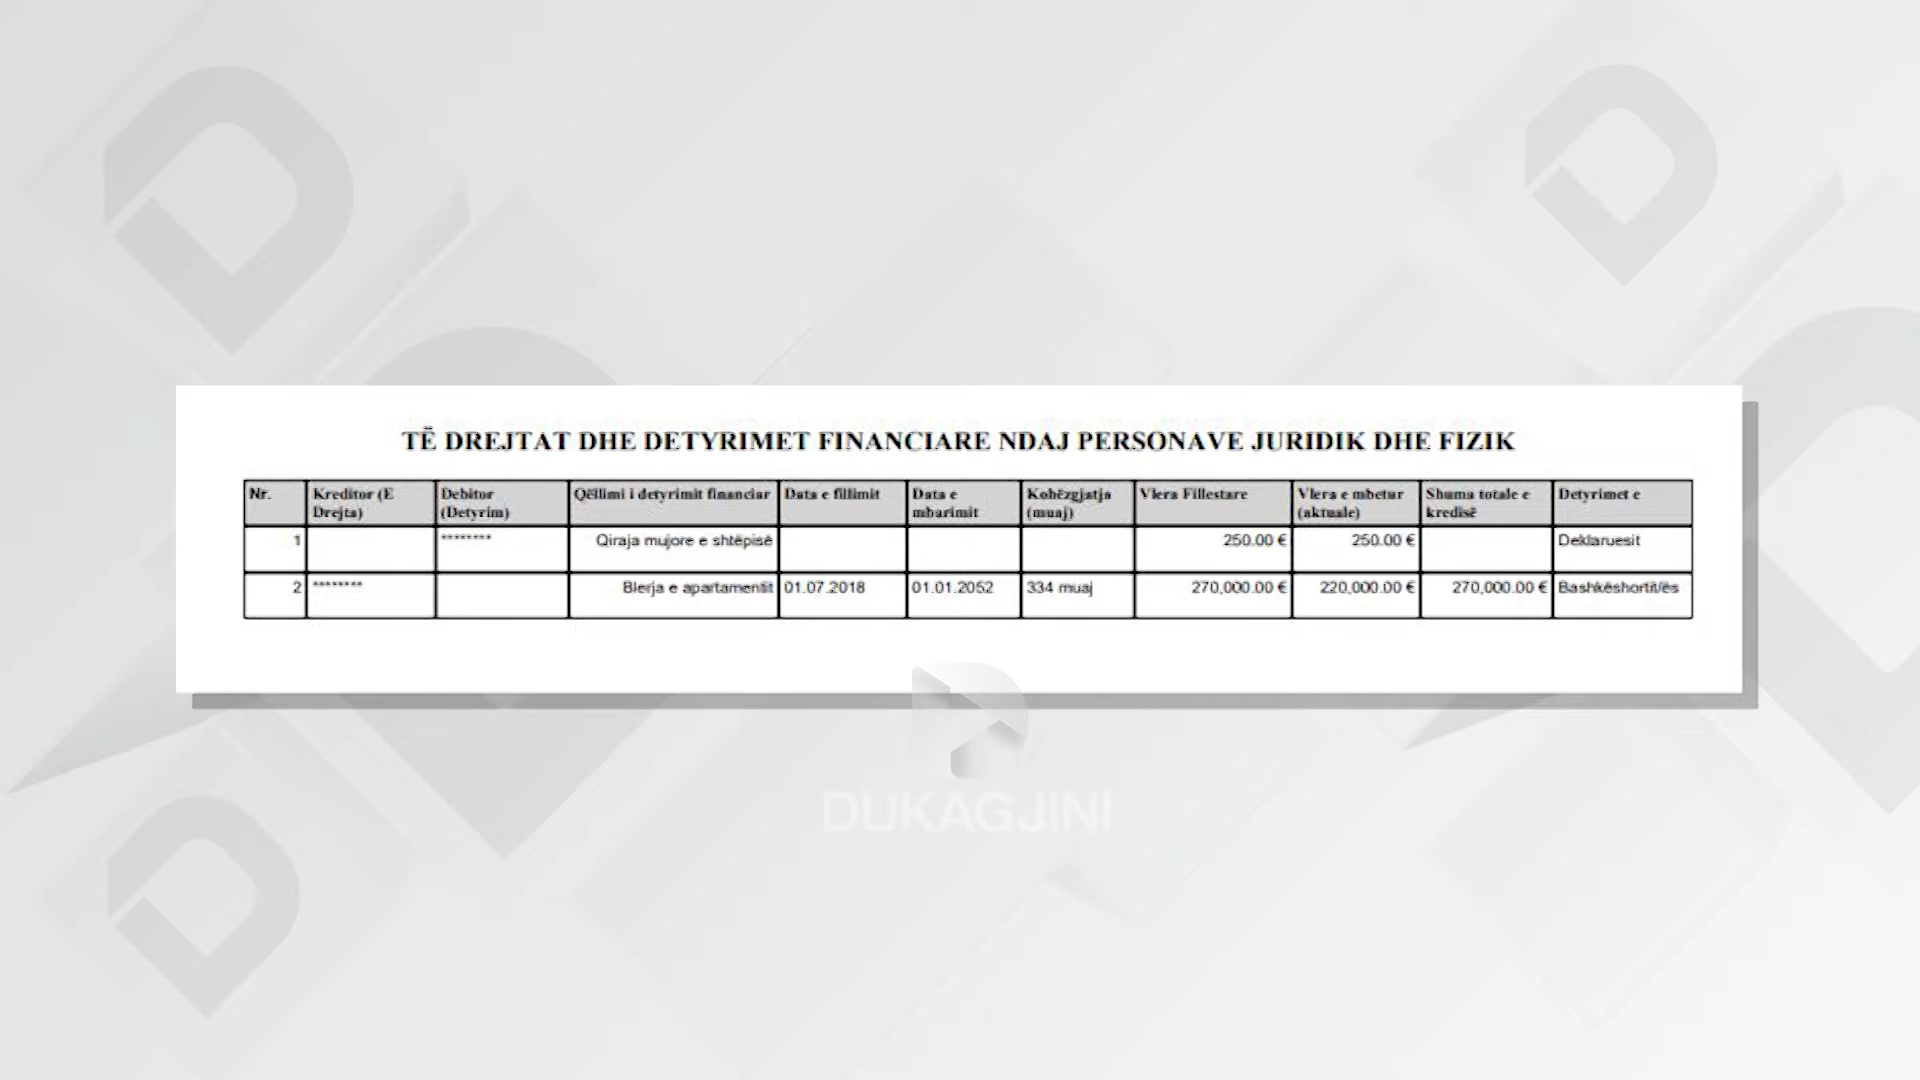 TË DREJTAT DHE DETYRIMET FINANCIARE NDAJ PERSONAVE JURIDIK DHE FIZIK
Nr. Kreditor (E Drejta) Debitor (Detyrim) Qëllimi i detyrimit financiar Data e fillimit Data e mbarimit Kohëzgjatja (muaj) Vlera Fillestare Vlera e mbetur (aktuale) Shuma totale e kredisë Detyrimet e
1 ******** Qiraja mujore e shtëpisë 250.00 € 250.00 € Deklaruesit
2 ******** Blerja e apartamentit 01.07.2018 01.01.2052 334 muaj 270,000.00 € 220,000.00 € 270,000.00 € Bashkëshortit/ës
DUKAGJINI